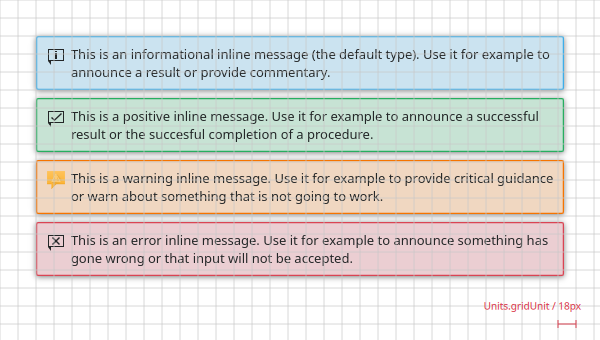 This is an informational inline message (the default type). Use it for example to
announce a result or provide commentary.
This is a positive inline message. Use it for example to announce a successful
result or the succesful completion of a procedure.
This is a warning inline message. Use it for example to provide critical guidance
or warn about something that is not going to work.
This is an error inline message. Use it for example to announce something has
gone wrong or that input will not be accepted.
Units.gridUnit / 18px